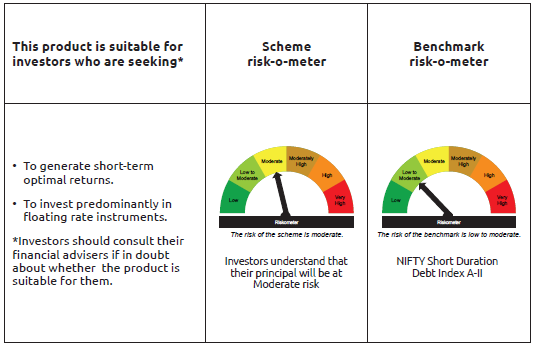 This product is suitable for
investors who are seeking*
Scheme
risk-o-meter
Benchmark
risk-o-meter
• To generate short-term
optimal returns.
• To invest predominantly in
floating rate instruments.
*Investors should consult their
financial advisers if in doubt
about whether the product is
suitable for them.
Low
Low to
Moderate
Moderate
Moderately
High
High
Very
High
Riskometer
The risk of the scheme is moderate.
Investors understand that
their principal will be at
Moderate risk
Low
Low to
Moderate
Moderate
Moderately
High
High
Very
High
Riskometer
The risk of the benchmark is low to moderate.
NIFTY Short Duration
Debt Index A-II